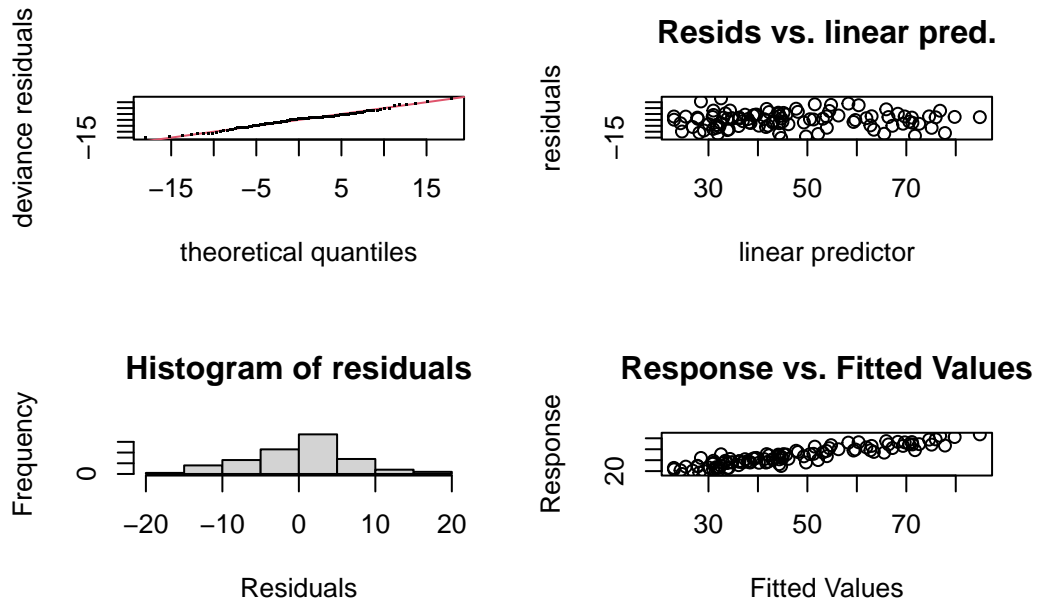 deviance residuals
−15
−15 −5 5 15
theoretical quantiles
Resids vs. linear pred.
residuals
−15
30 50 70
linear predictor
Histogram of residuals
Frequency
0
−20 −10 0 10 20
Residuals
Response vs. Fitted Values
Response
20
30 50 70
Fitted Values